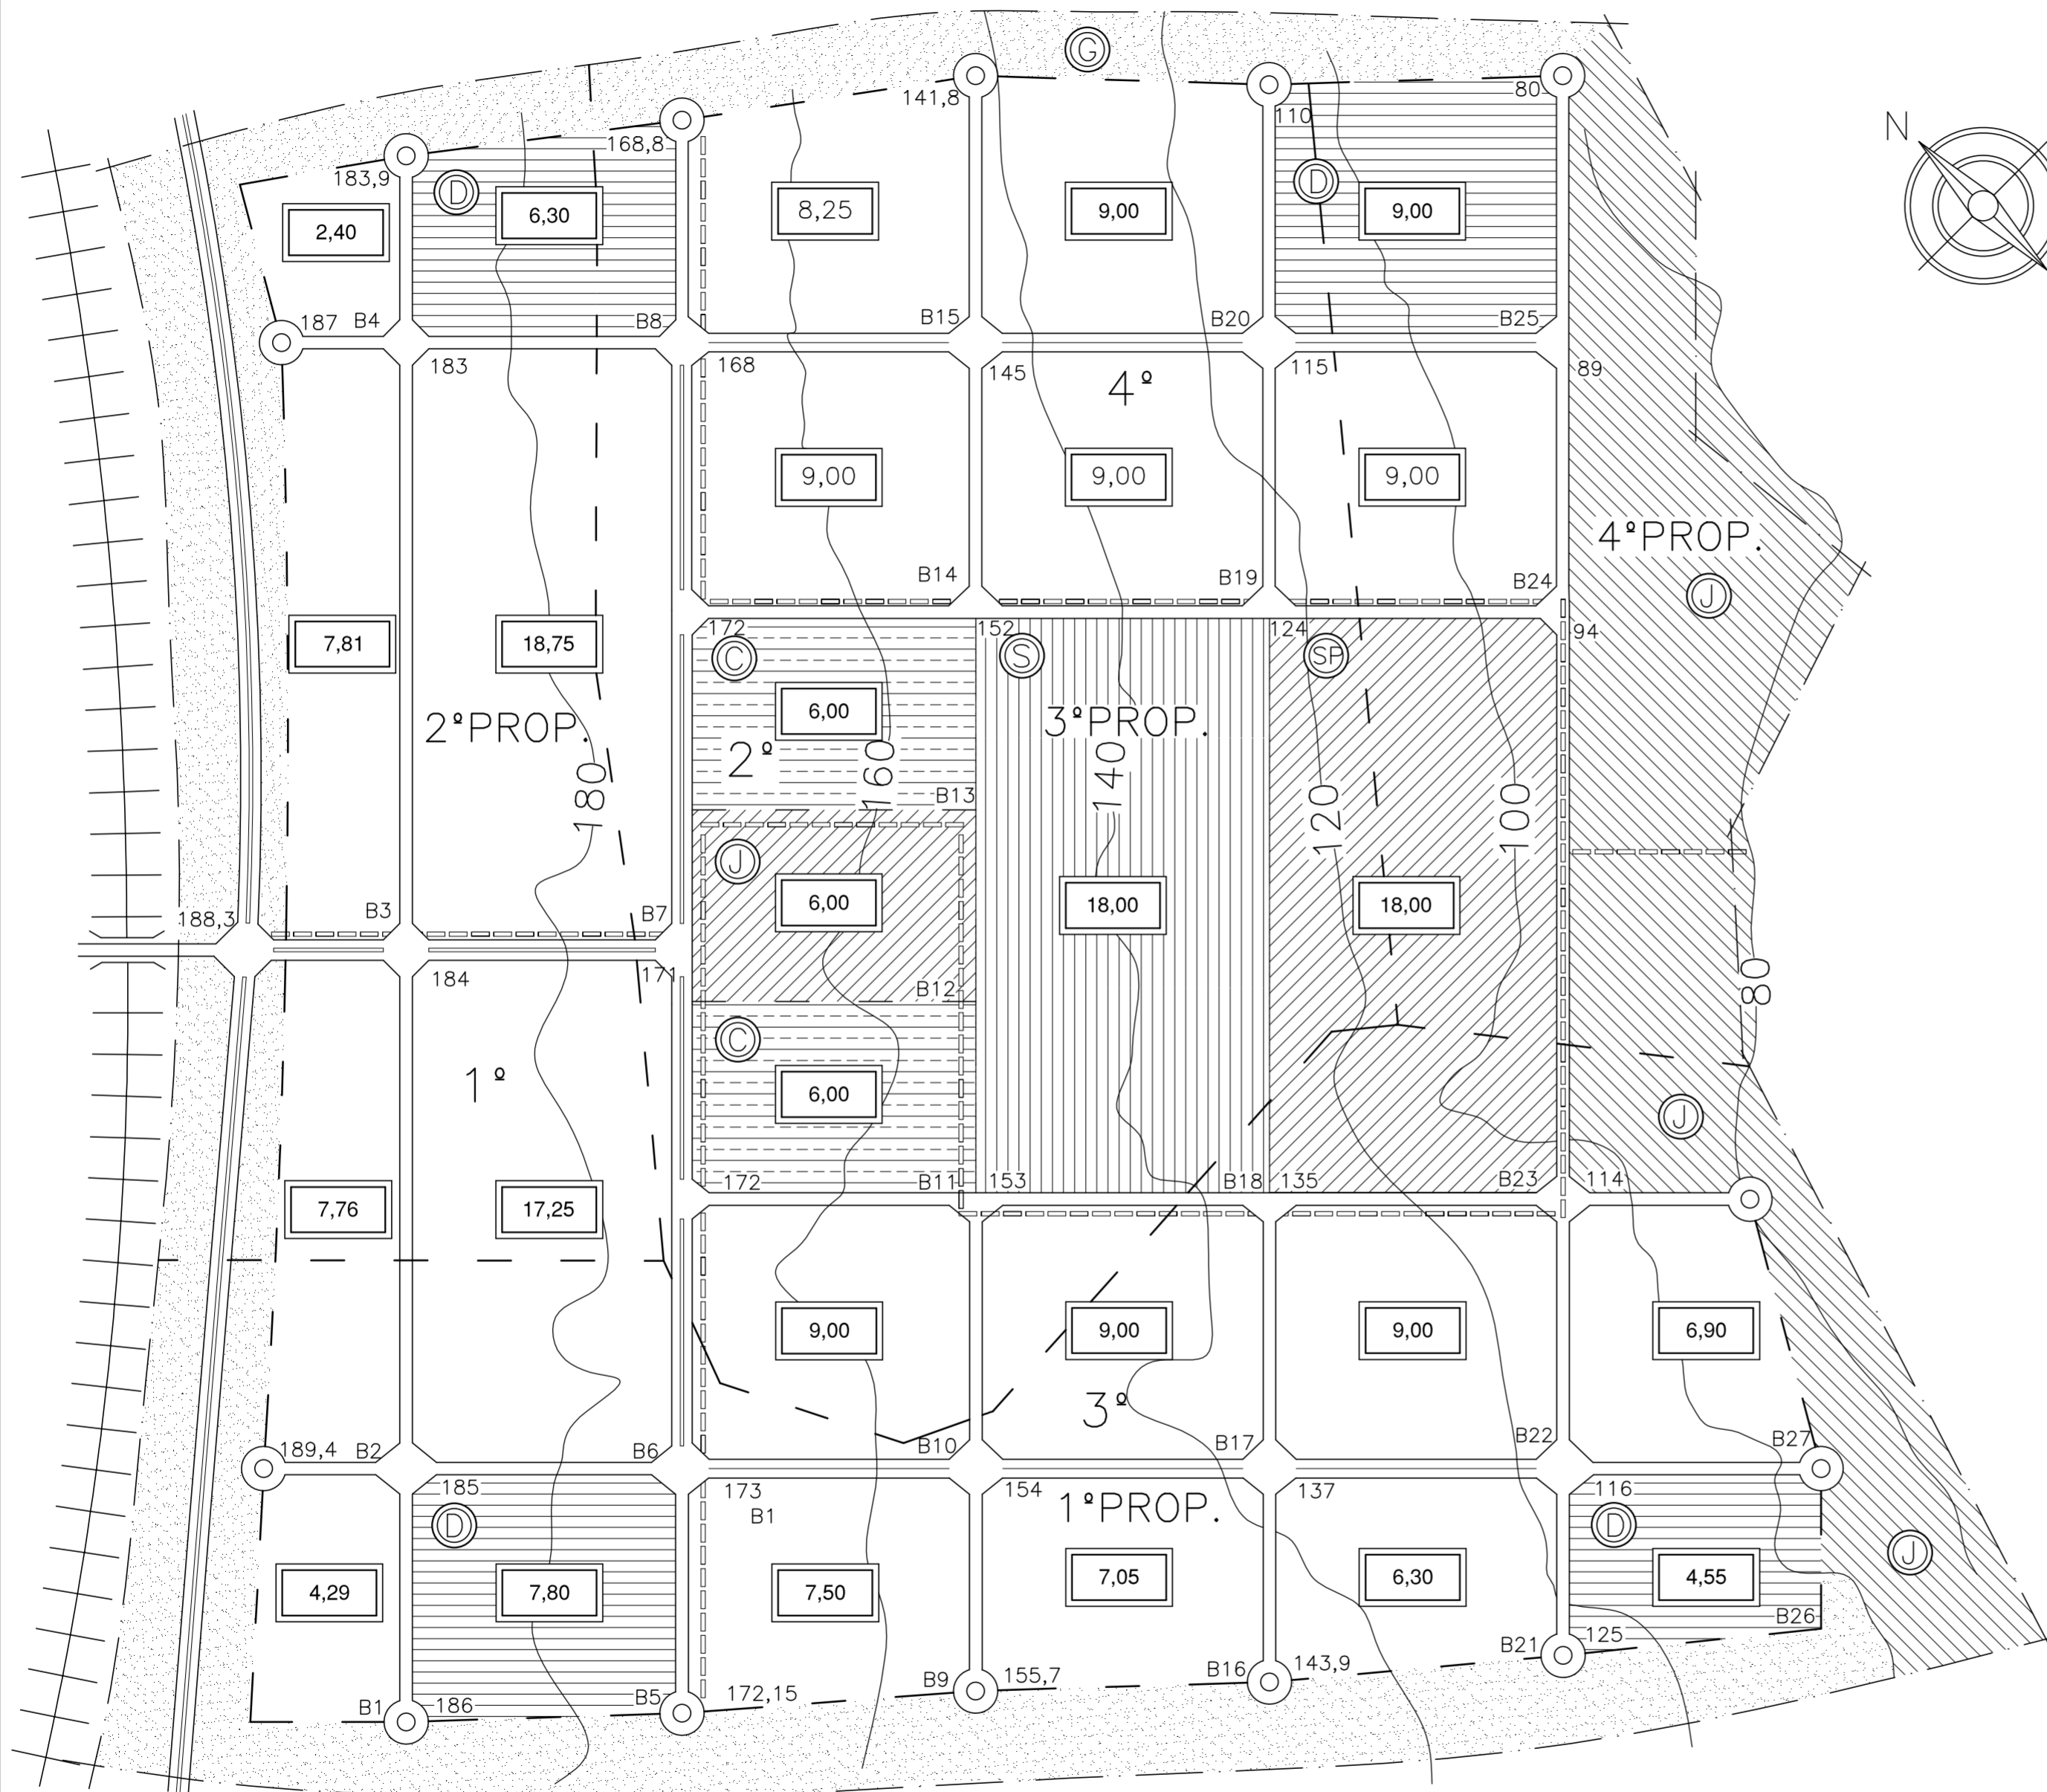 G
141,8
80
110
168,8
N
183,9
D
D
2,40
6,30
8,25
9,00
9,00
187
B4
B8
B15
B20
B25
183
168
145
115
89
4º
9,00
9,00
9,00
4ºPROP.
B14
B19
B24
J
172
152
124
94
7,81
18,75
C
S
SP
6,00
2ºPROP.
3ºPROP.
2º
180
160
140
120
100
B13
J
6,00
18,00
18,00
188,3
B3
B7
184
171
B12
80
C
1º
6,00
J
172
B11
153
B18
135
B23
114
7,76
17,25
9,00
9,00
9,00
6,90
3º
189,4
B2
B6
B10
B17
B22
B27
185
173
154
137
116
1ºPROP.
B1
D
D
J
4,29
7,80
7,50
7,05
6,30
4,55
B26
B1
186
B5
172,15
B9
155,7
B16
143,9
B21
125